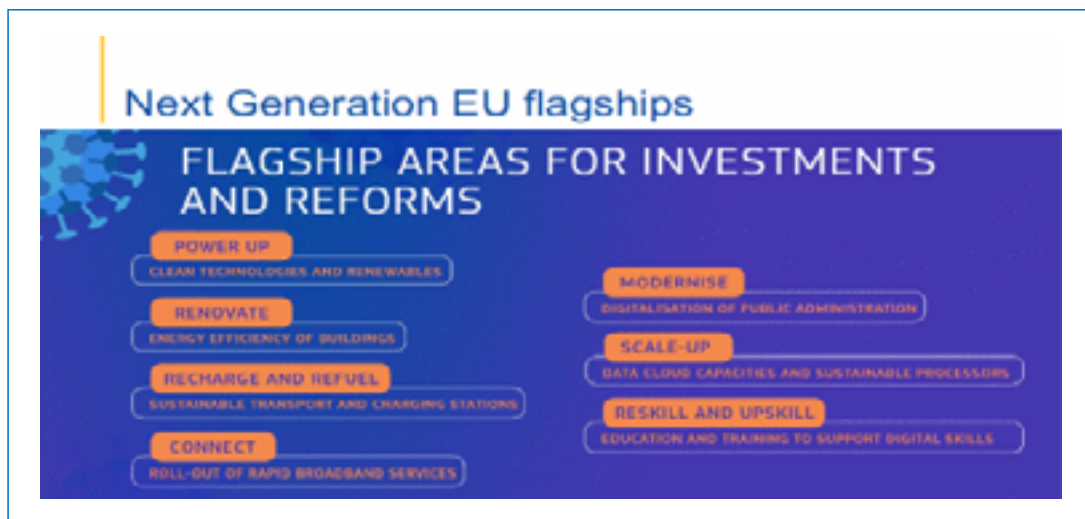 Next Generation EU flagships
FLAGSHIP AREAS FOR INVESTMENTS
AND REFORMS
POWER UP
CLEAN TECHNOLOGIES AND RENEWABLES
RENOVATE
ENERGY EFFICIENCY OF BUILDINGS
RECHARGE AND REFUEL
SUSTAINABLE TRANSPORT AND CHARGING STATIONS
CONNECT
ROLL-OUT OF RAPID BROADBAND SERVICES
MODERNISE
DIGITALISATION OF PUBLIC ADMINISTRATION
SCALE-UP
DATA CLOUD CAPACITIES AND SUSTAINABLE PROCESSORS
RESKILL AND UPSKILL
EDUCATION AND TRAINING TO SUPPORT DIGITAL SKILLS